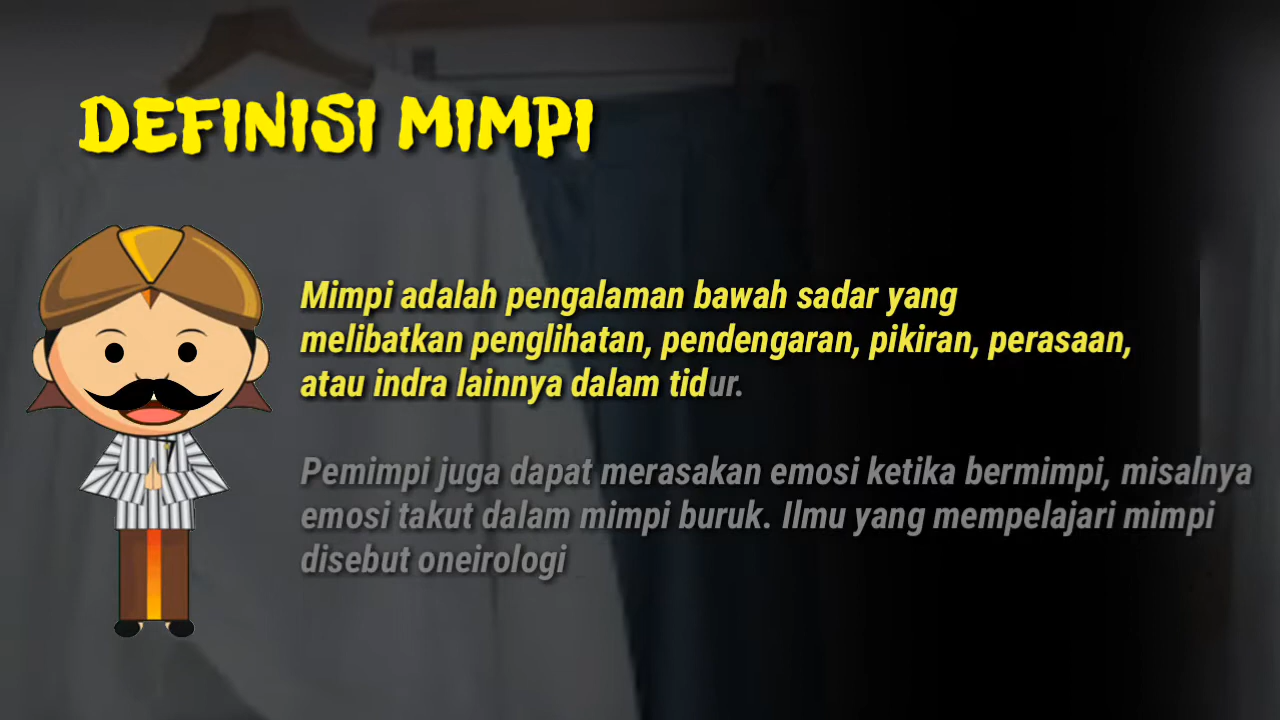 DEFINISI MIMPI
Mimpi adalah pengalaman bawah sadar yang
melibatkan penglihatan, pendengaran, pikiran, perasaan,
atau indra lainnya dalam tidur.
Pemimpi juga dapat merasakan emosi ketika bermimpi, misalnya
emosi takut dalam mimpi buruk. Ilmu yang mempelajari mimpi
disebut oneirologi